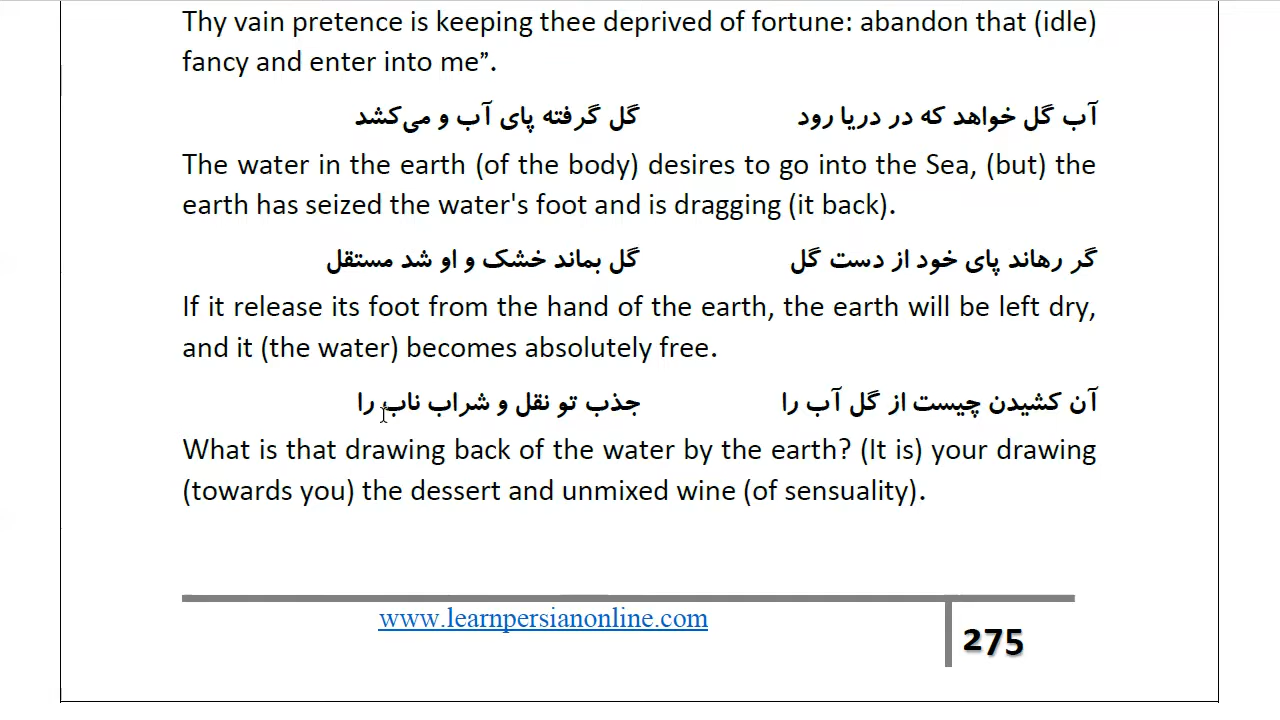 Thy vain pretence is keeping thee deprived of fortune: abandon that (idle)
fancy and enter into me”.
آب گل خواهد که در دریا رود گل گرفته پای آب و می‌کشد
The water in the earth (of the body) desires to go into the Sea, (but) the
earth has seized the water's foot and is dragging (it back).
گر رهاند پای خود از دست گل گل بماند خشک و او شد مستقل
If it release its foot from the hand of the earth, the earth will be left dry,
and it (the water) becomes absolutely free.
آن کشیدن چیست از گل آب را جذب تو نقل و شراب ناب را
What is that drawing back of the water by the earth? (It is) your drawing
(towards you) the dessert and unmixed wine (of sensuality).
www.learnpersianonline.com
275